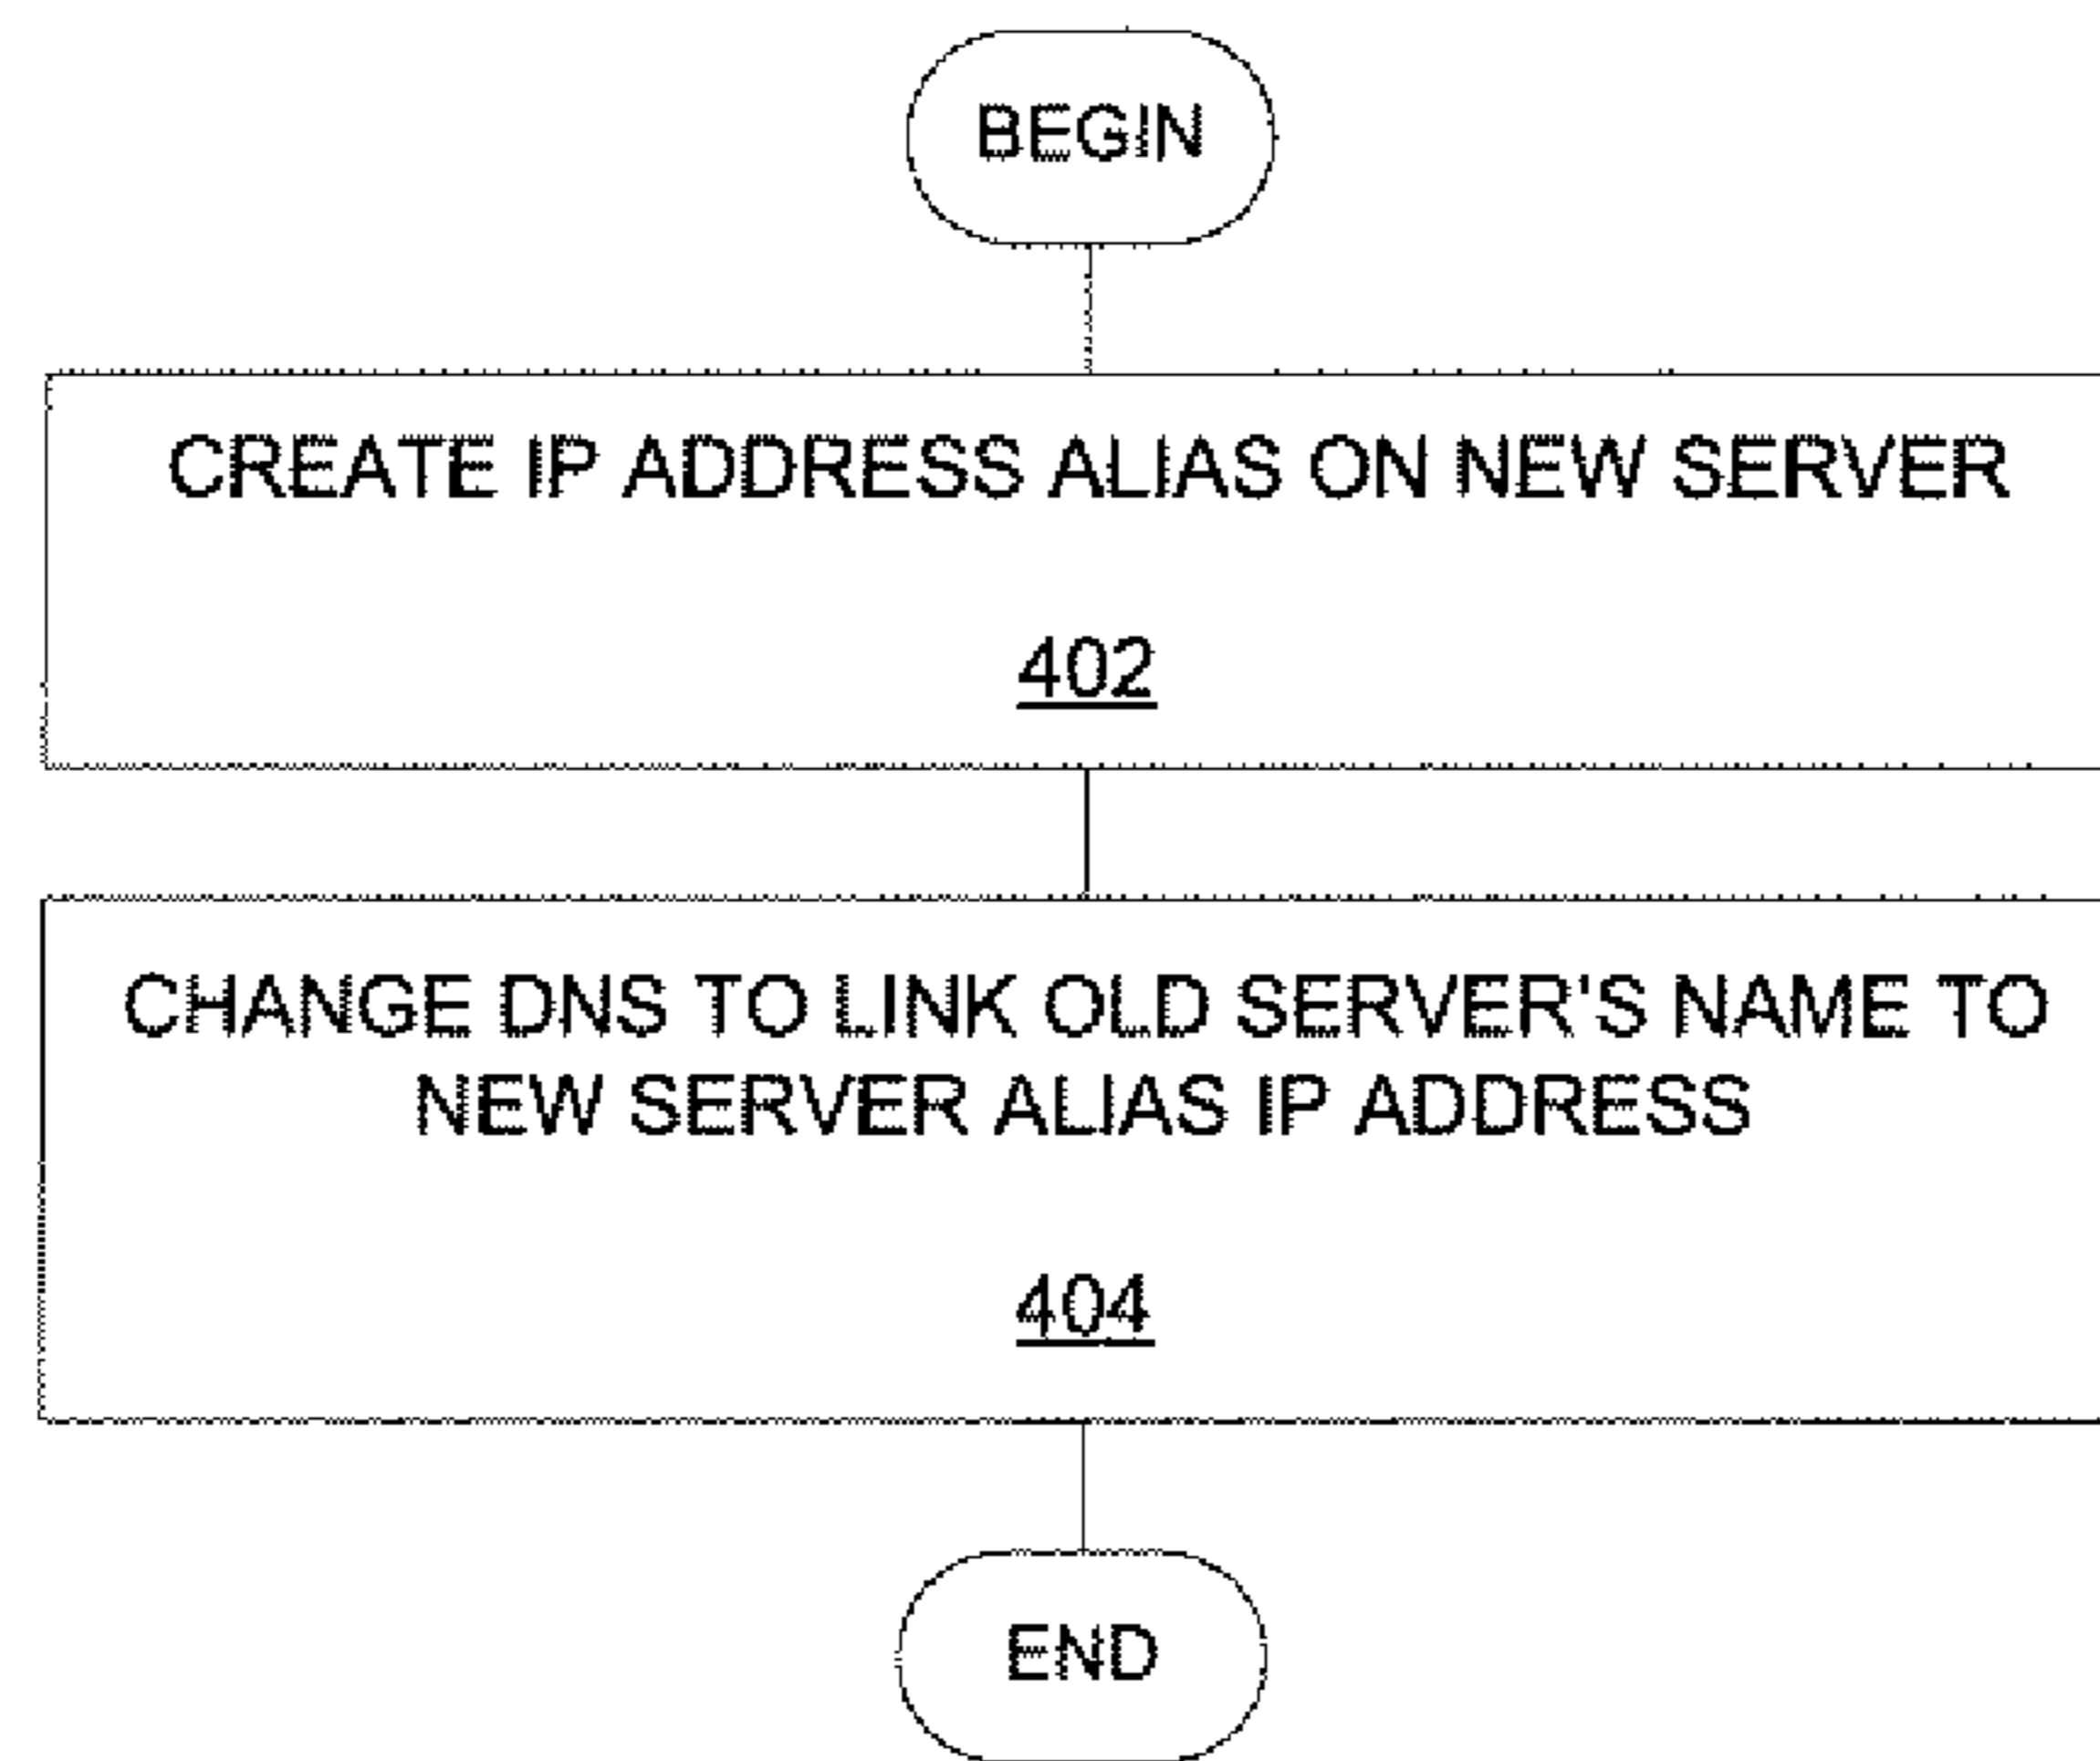 BEGIN
CREATE IP ADDRESS ALIAS ON NEW SERVER
402
CHANGE DNS TO LINK OLD SERVER'S NAME TO
NEW SERVER ALIAS IP ADDRESS
404
END